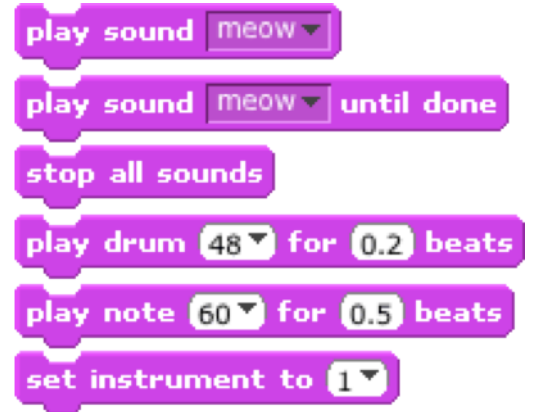 play sound meow
play sound meow until done
stop all sounds
play drum 48 for 0.2 beats
play note 60 for 0.5 beats
set instrument to 1